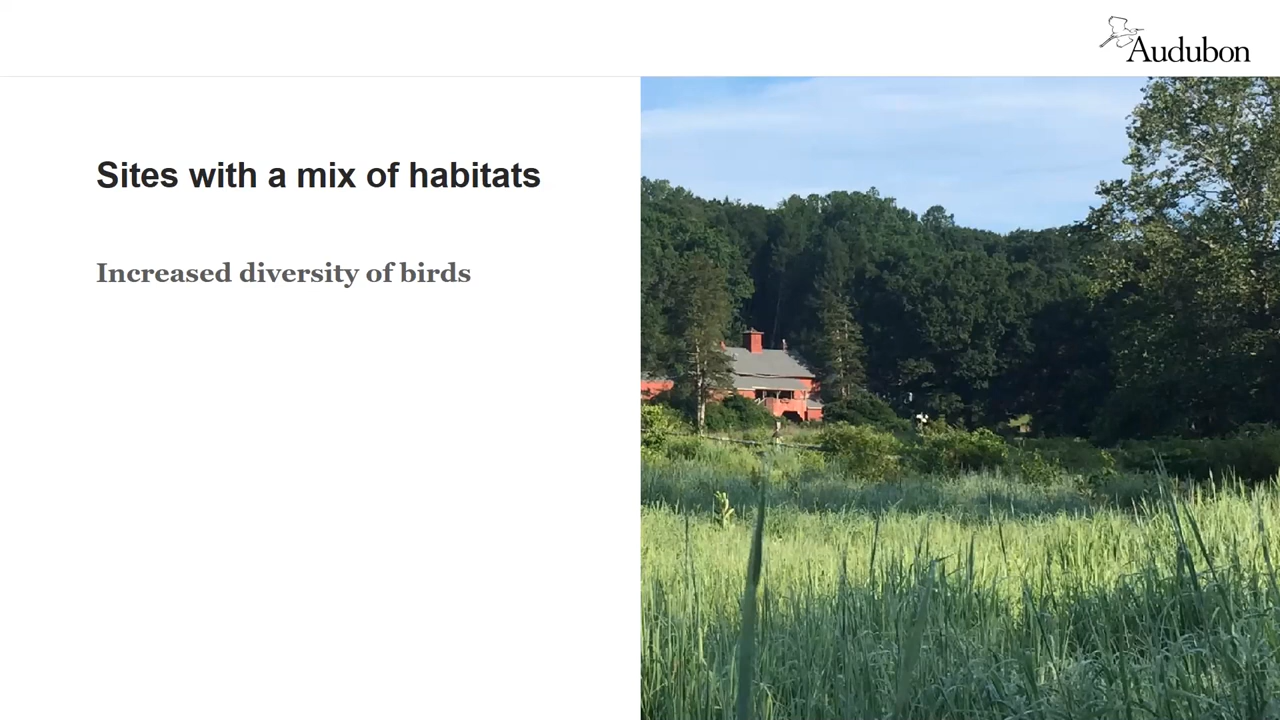 Audubon
Sites with a mix of habitats
Increased diversity of birds